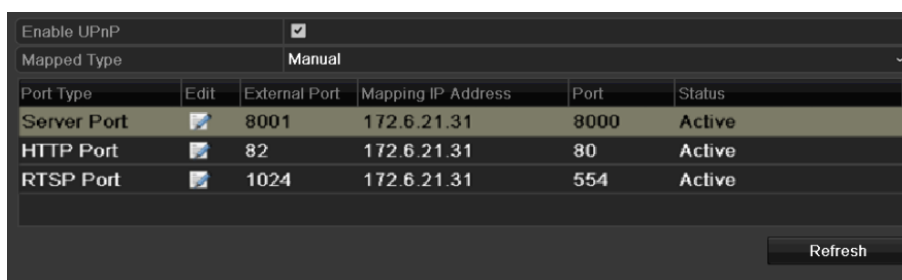 Enable UPnP
Mapped Type Manual
Port Type Edit External Port Mapping IP Address Port Status
Server Port 8001 172.6.21.31 8000 Active
HTTP Port 82 172.6.21.31 80 Active
RTSP Port 1024 172.6.21.31 554 Active
Refresh